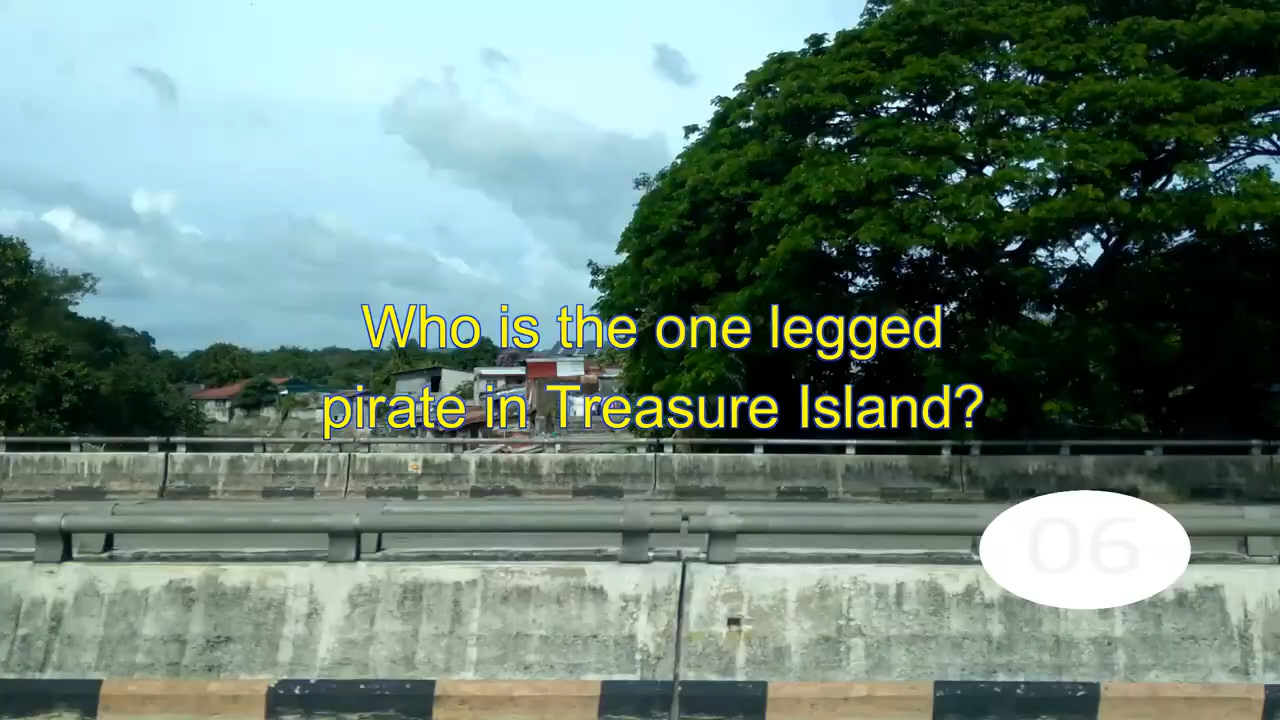 Who is the one legged
pirate in Treasure Island?
06